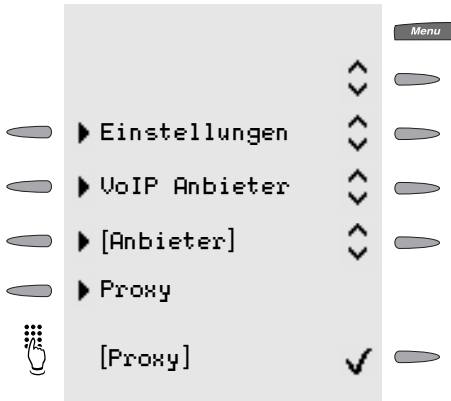 Menu
Einstellungen
VoIP Anbieter
[Anbieter]
Proxy
[Proxy]